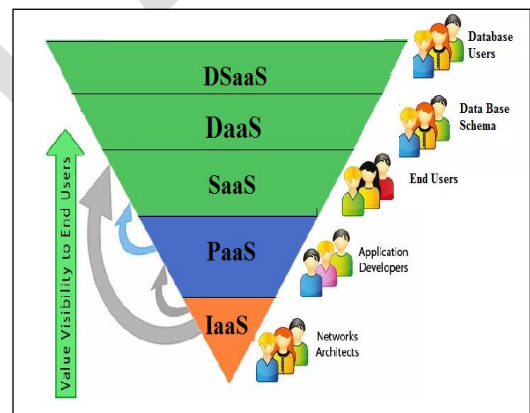 Database
Users
DSaaS
Data Base
Schema
DaaS
End Users
SaaS
Application
Developers
PaaS
Networks
Architects
IaaS
Value Visibility to End Users